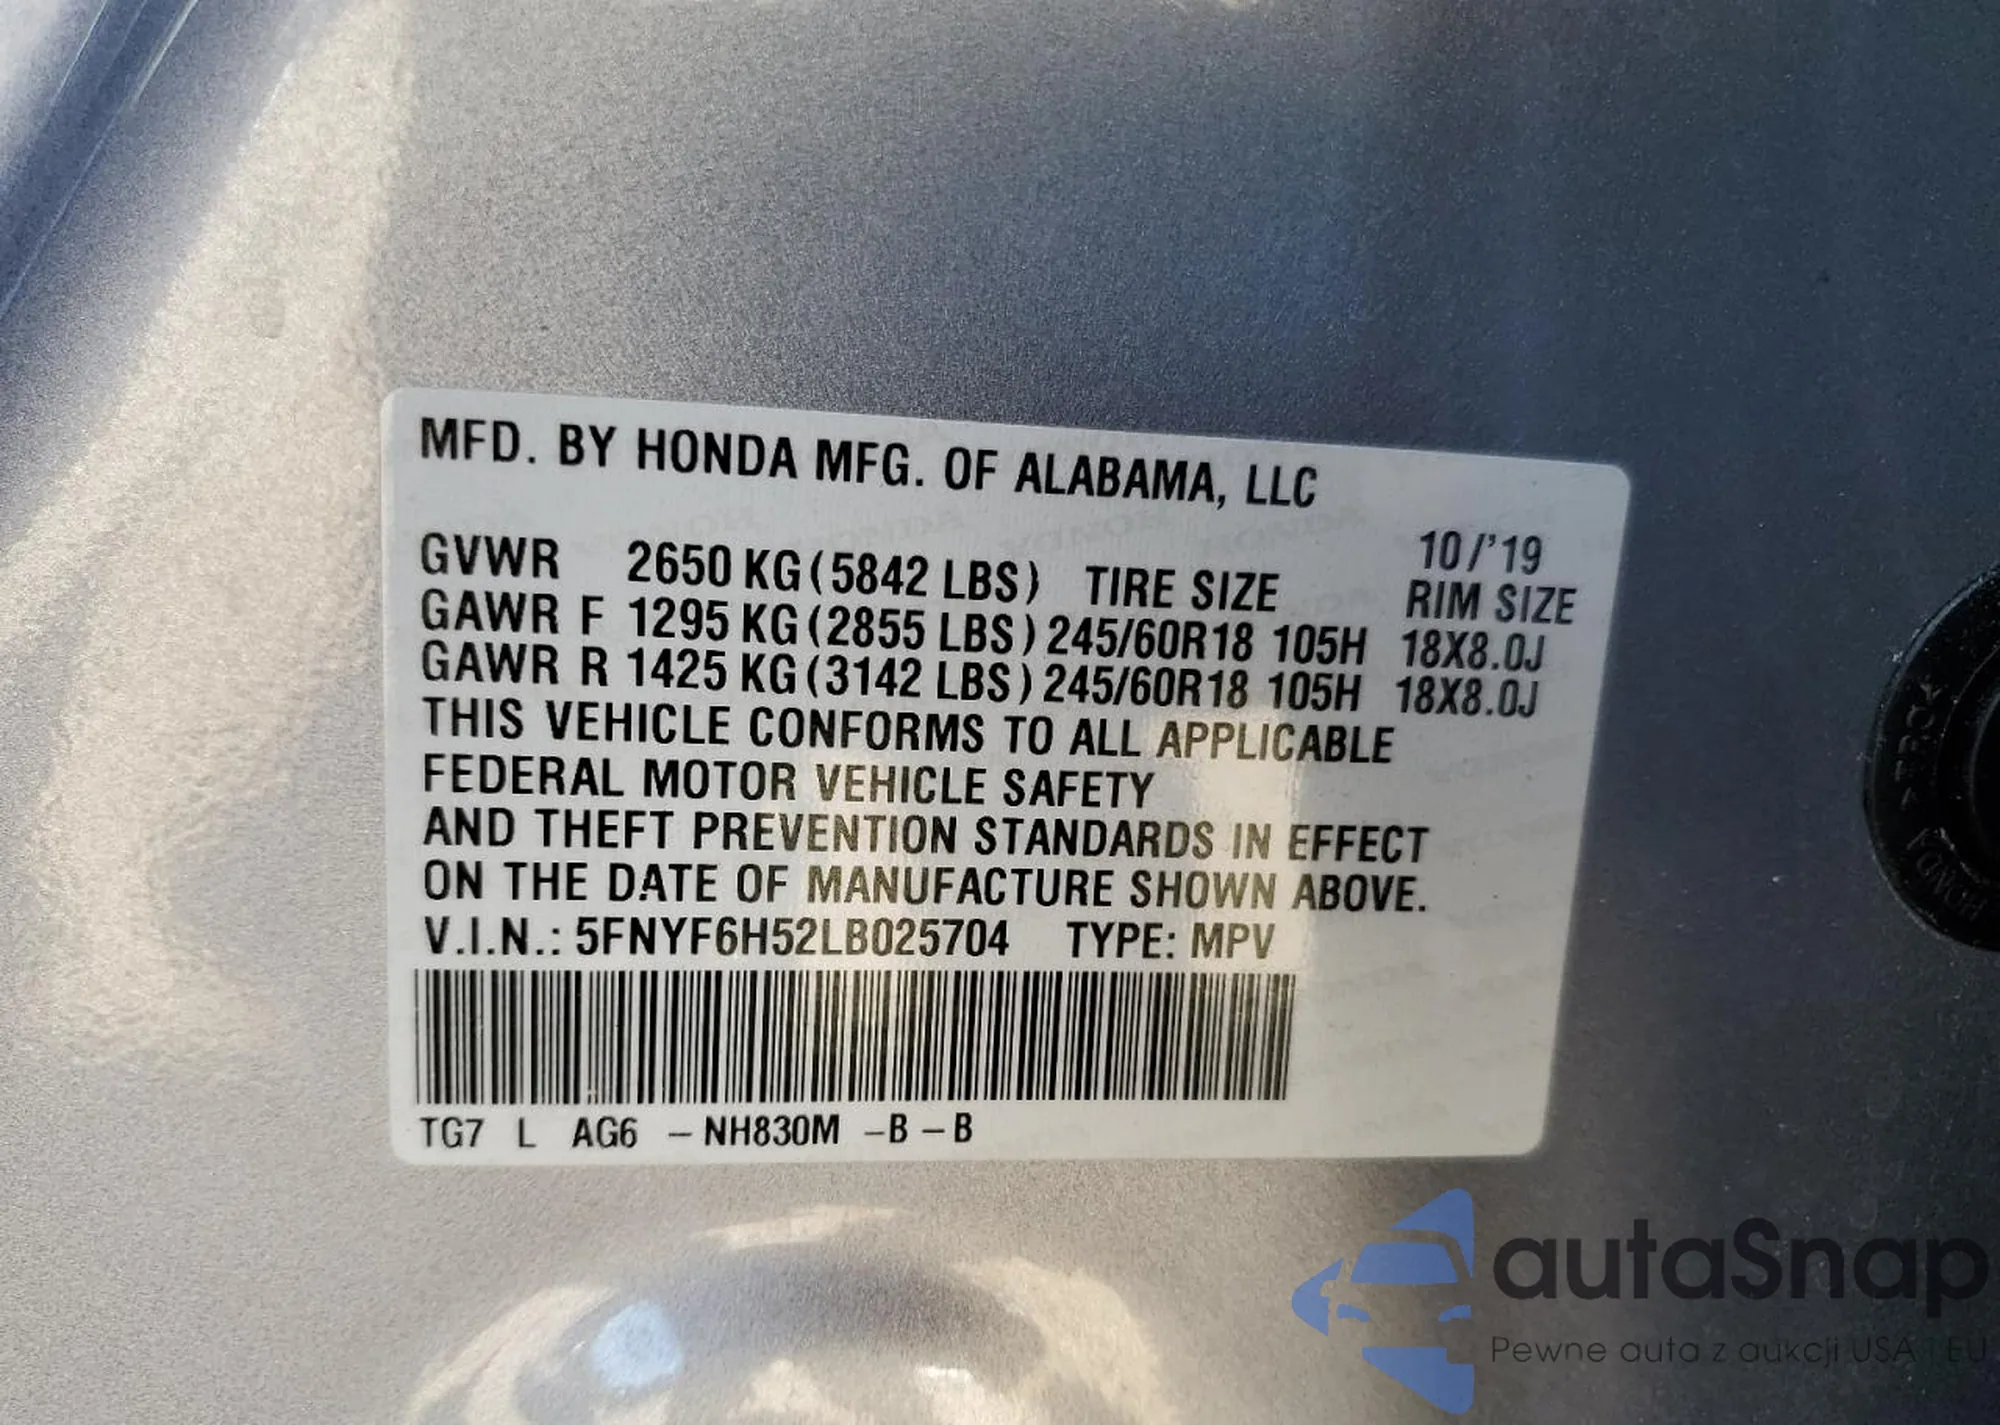 MFD. BY HONDA MFG. OF ALABAMA, LLC
10/'19
GVWR 2650 KG (5842 LBS) TIRE SIZE RIM SIZE
GAWR F 1295 KG (2855 LBS) 245/60R18 105H 18X8.0J
GAWR R 1425 KG (3142 LBS) 245/60R18 105H 18X8.0J
THIS VEHICLE CONFORMS TO ALL APPLICABLE
FEDERAL MOTOR VEHICLE SAFETY
AND THEFT PREVENTION STANDARDS IN EFFECT
ON THE DATE OF MANUFACTURE SHOWN ABOVE.
V.I.N.: 5FNYF6H52LB025704 TYPE: MPV
TG7 L AG6 – NH830M – B – B
autaSnap
Pewne auta z aukcji USA i EU